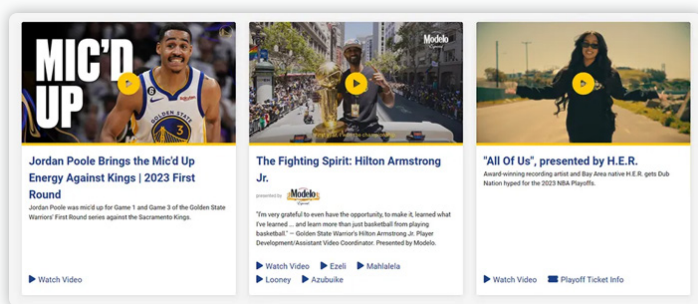 MIC'D
UP
GOLDEN STATE
3
Jordan Poole Brings the Mic'd Up
Energy Against Kings | 2023 First
Round
Jordan Poole was mic'd up for Game 1 and Game 3 of the Golden State
Warriors' First Round series against the Sacramento Kings.
Watch Video
Modelo
Especial
The Fighting Spirit: Hilton Armstrong
Jr.
presented by
Modelo
Especial
"I'm very grateful to even have the opportunity, to make it, learned what
I've learned ... and learn more than just basketball from playing
basketball." – Golden State Warrior's Hilton Armstrong Jr. Player
Development/Assistant Video Coordinator. Presented by Modelo.
Watch Video Ezeli Mahlalela
Looney Azubuike
"All Of Us", presented by H.E.R.
Award-winning recording artist and Bay Area native H.E.R. gets Dub
Nation hyped for the 2023 NBA Playoffs.
Watch Video Playoff Ticket Info